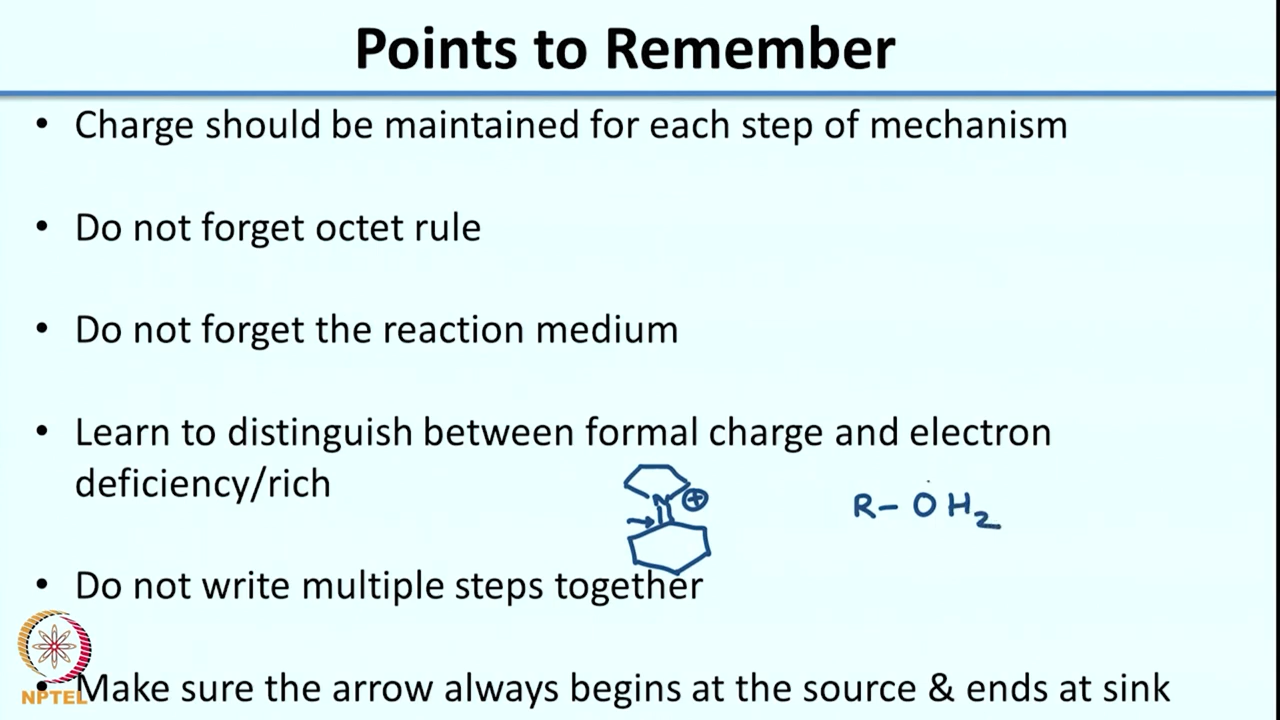 Points to Remember
• Charge should be maintained for each step of mechanism
• Do not forget octet rule
• Do not forget the reaction medium
• Learn to distinguish between formal charge and electron
deficiency/rich
N ⊕
R– O H2
• Do not write multiple steps together
• Make sure the arrow always begins at the source & ends at sink
NPTEL